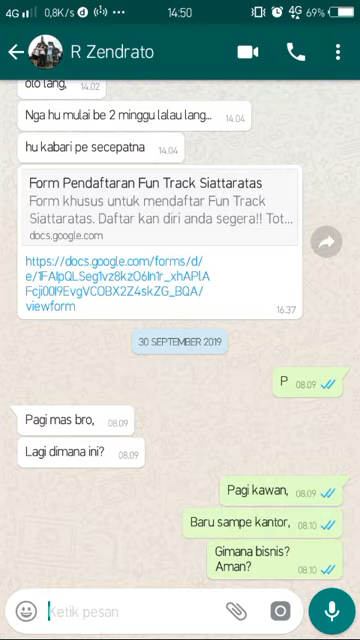 4G 0,8K/s 14:50 4G 69%
R Zendrato
olo lang, 14.02
Nga hu mulai be 2 minggu lalau lang... 14.04
hu kabari pe secepatna 14.04
Form Pendaftaran Fun Track Siattaratas
Form khusus untuk mendaftar Fun Track
Siattaratas. Daftar kan diri anda segera!! Tot...
docs.google.com
https://docs.google.com/forms/d/
e/1FAIpQLSeg1vz8kzO6In1r_xhAPlA
Fcji00I9EvgVCOBX2Z4skZG_BQA/
viewform
16.37
30 SEPTEMBER 2019
P 08.09
Pagi mas bro, 08.09
Lagi dimana ini? 08.09
Pagi kawan, 08.09
Baru sampe kantor, 08.10
Gimana bisnis?
Aman? 08.10
Ketik pesan